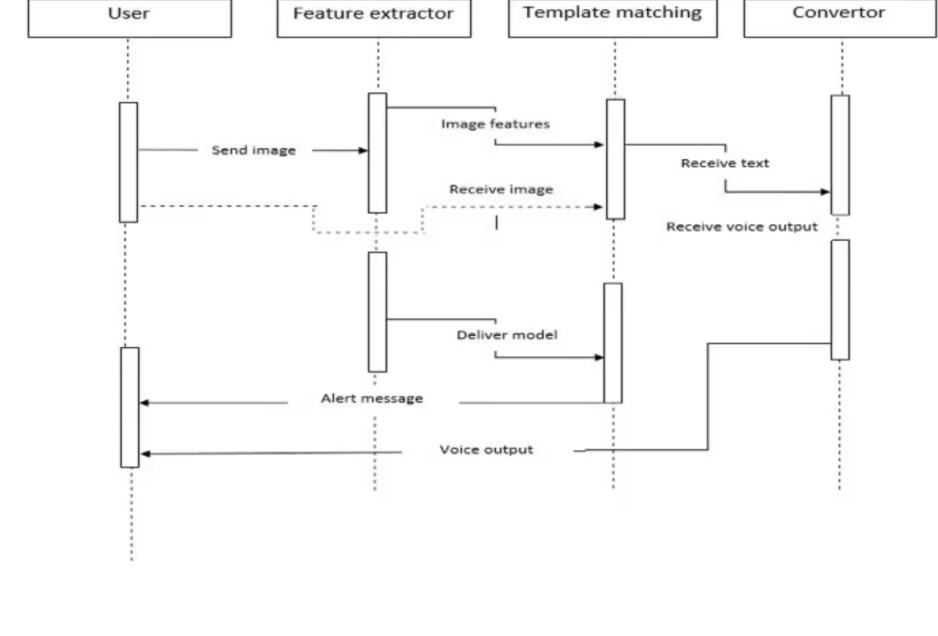 User
Feature extractor
Template matching
Convertor
Image features
Send image
Receive text
Receive image
Receive voice output
Deliver model
Alert message
Voice output